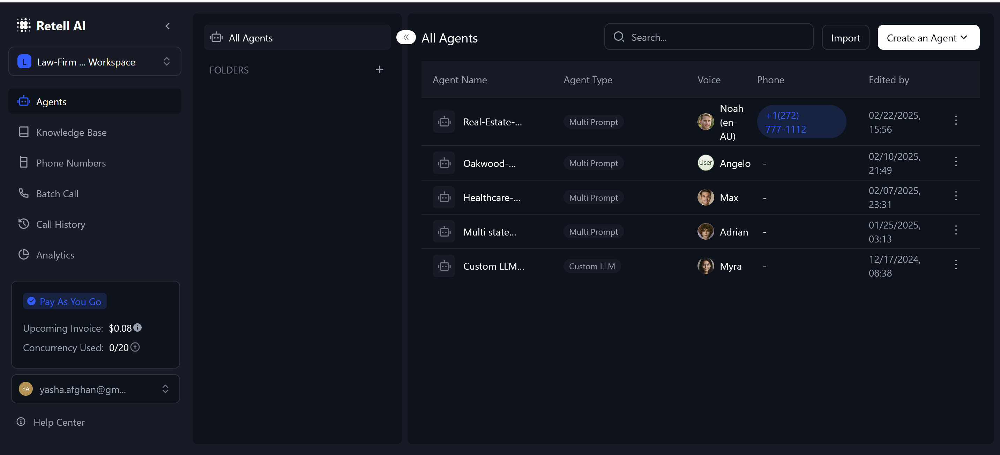 Retell AI
L Law-Firm ... Workspace
Agents
Knowledge Base
Phone Numbers
Batch Call
Call History
Analytics
Pay As You Go
Upcoming Invoice: $0.08
Concurrency Used: 0/20
YA yasha.afghan@gm...
Help Center
All Agents
FOLDERS
All Agents
Search...
Import
Create an Agent
Agent Name Agent Type Voice Phone Edited by
Real-Estate-... Multi Prompt Noah (en-AU) +1(272) 777-1112 02/22/2025, 15:56
Oakwood-... Multi Prompt User Angelo - 02/10/2025, 21:49
Healthcare-... Multi Prompt Max - 02/07/2025, 23:31
Multi state... Multi Prompt Adrian - 01/25/2025, 03:13
Custom LLM... Custom LLM Myra - 12/17/2024, 08:38